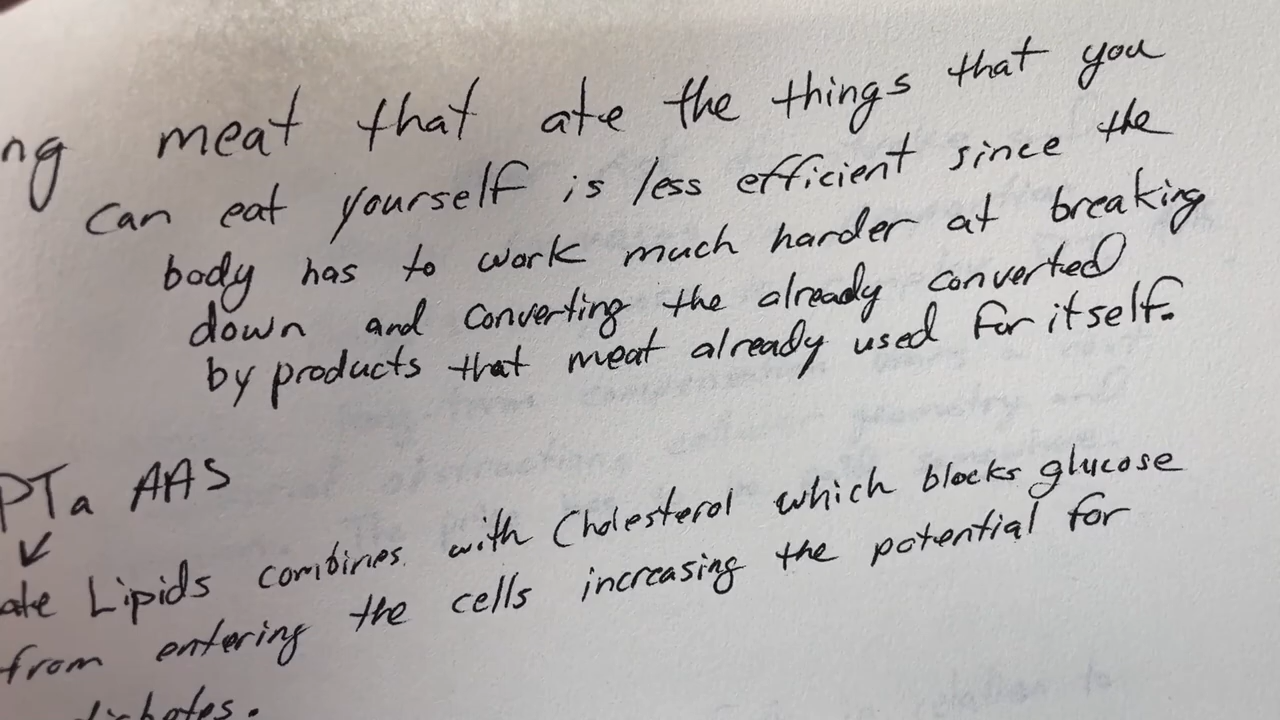 ng meat that ate the things that you
can eat yourself is less efficient since the
body has to work much harder at breaking
down and converting the already converted
by products that meat already used for itself.
PTa AAS
ate Lipids combines with Cholesterol which blocks glucose
from entering the cells increasing the potential for